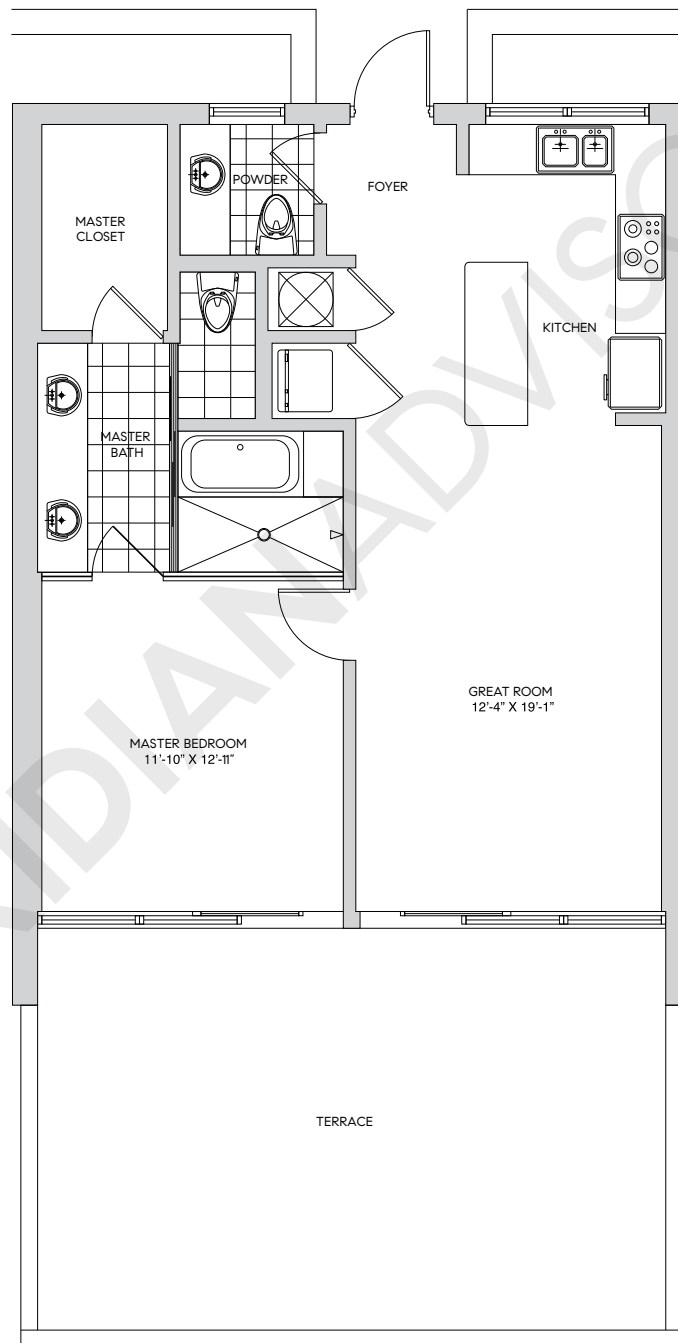 POWDER
FOYER
MASTER
CLOSET
KITCHEN
MASTER
BATH
GREAT ROOM
12'-4" X 19'-1"
MASTER BEDROOM
11'-10" X 12'-11"
TERRACE
IDIANADVISO